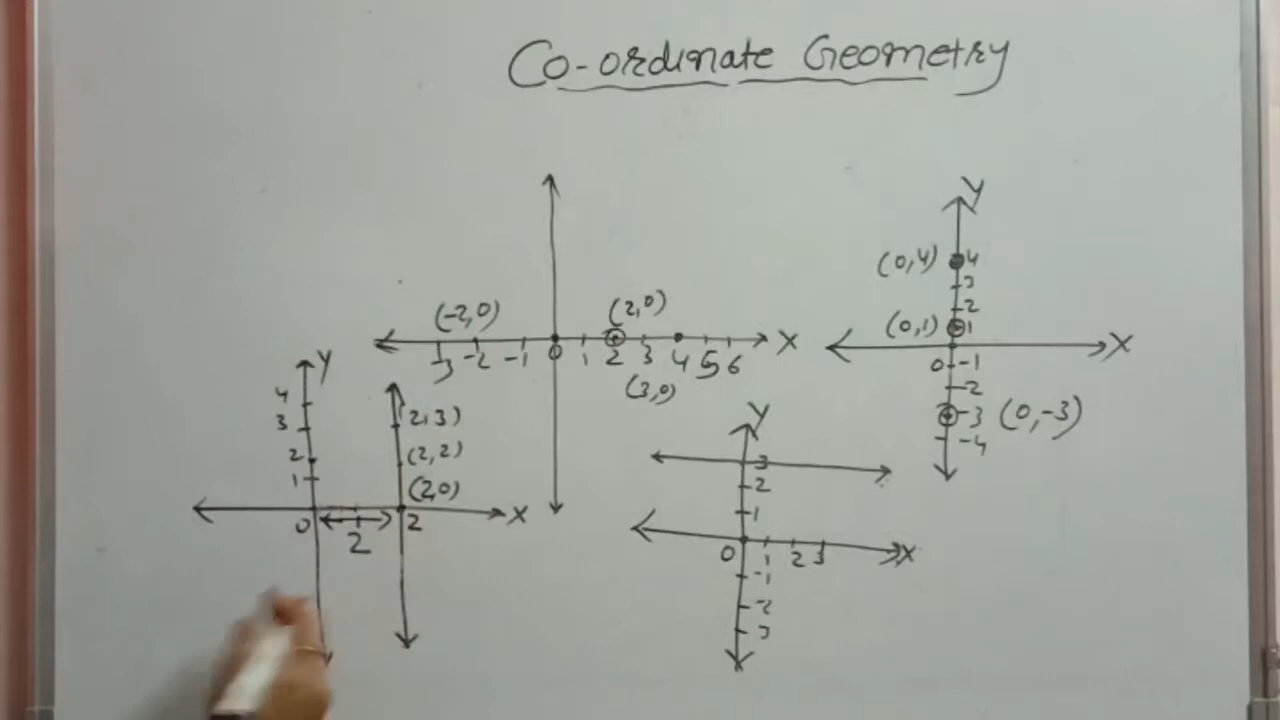 Co-ordinate Geometry
(-2,0) (2,0) X
-3 -2 -1 0 1 2 3 4 5 6
(3,0)
Y
(0,4) 4
3
2
(0,1) 1
X
0 -1
-2
-3 (0,-3)
-4
Y
4
3
2
1
2,3)
(2,2)
(2,0)
X
0 2
2
Y
3
2
1
X
0 1 2 3
-1
-2
-3